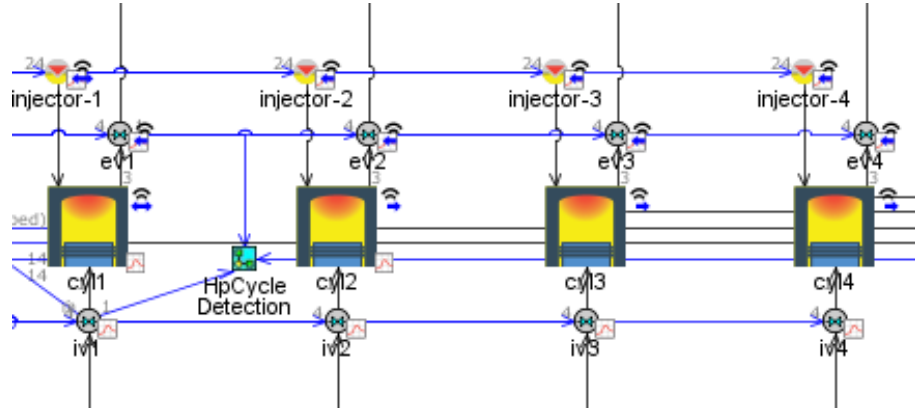 24 24 24 24
injector-1 injector-2 injector-3 injector-4
4 4 4 4
ev1 ev2 ev3 ev4
3 3 3 3
ped)
14
14
cyl1 cyl2 cyl3 cyl4
HpCycle
Detection
1
4 4 4
iv1 iv2 iv3 iv4